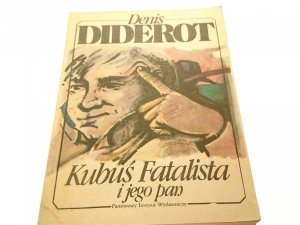 Denis
DIDEROT
Kubuś Fatalista
i jego pan
Państwowy Instytut Wydawniczy